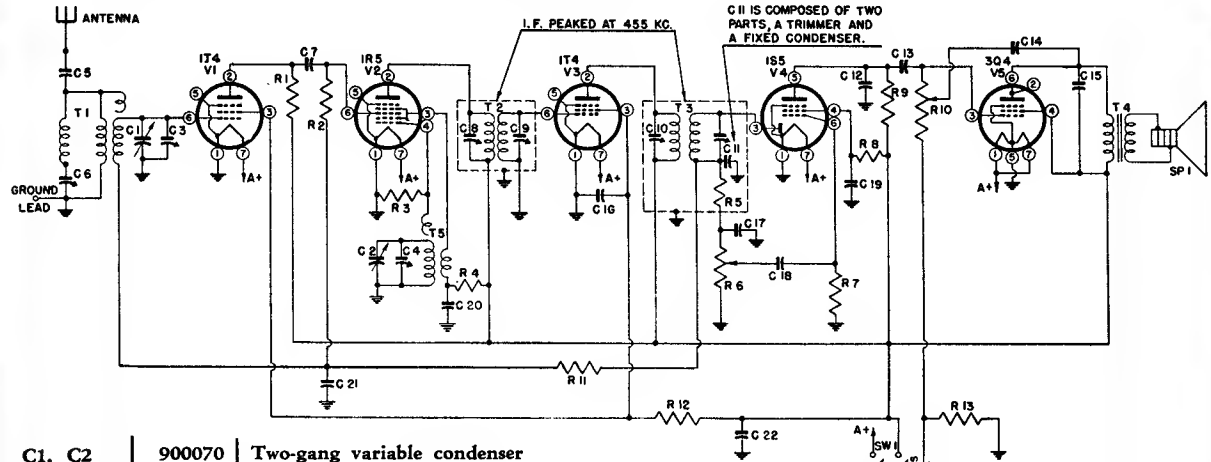 ANTENNA
I.F. PEAKED AT 455 KC.
C11 IS COMPOSED OF TWO
PARTS, A TRIMMER AND
A FIXED CONDENSER.
1T4
V1
C7
1R5
V2
1T4
V3
1S5
V4
C12
C13
C14
3Q4
V5
C15
C5
T1
R1
R2
T2
T3
R9
R10
T4
C1
C3
C8
C9
C10
C11
R8
C6
GROUND
LEAD
A+
A+
A+
A+
A+
R3
C16
R5
C19
SP1
C2
C4
T5
R4
C17
R6
C18
R7
C20
C21
R11
R12
C22
R13
A+
SW1
C1, C2 900070 Two-gang variable condenser